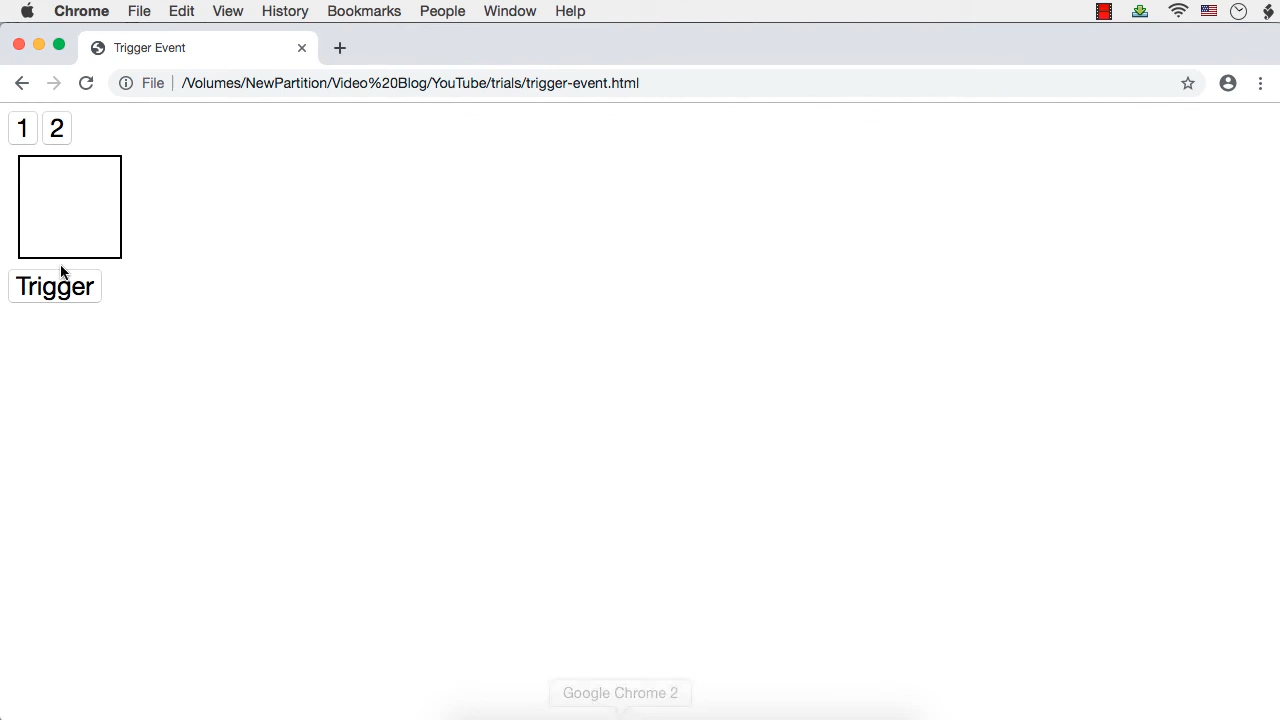 Chrome File Edit View History Bookmarks People Window Help
Trigger Event
File /Volumes/NewPartition/Video%20Blog/YouTube/trials/trigger-event.html
1 2
Trigger
Google Chrome 2